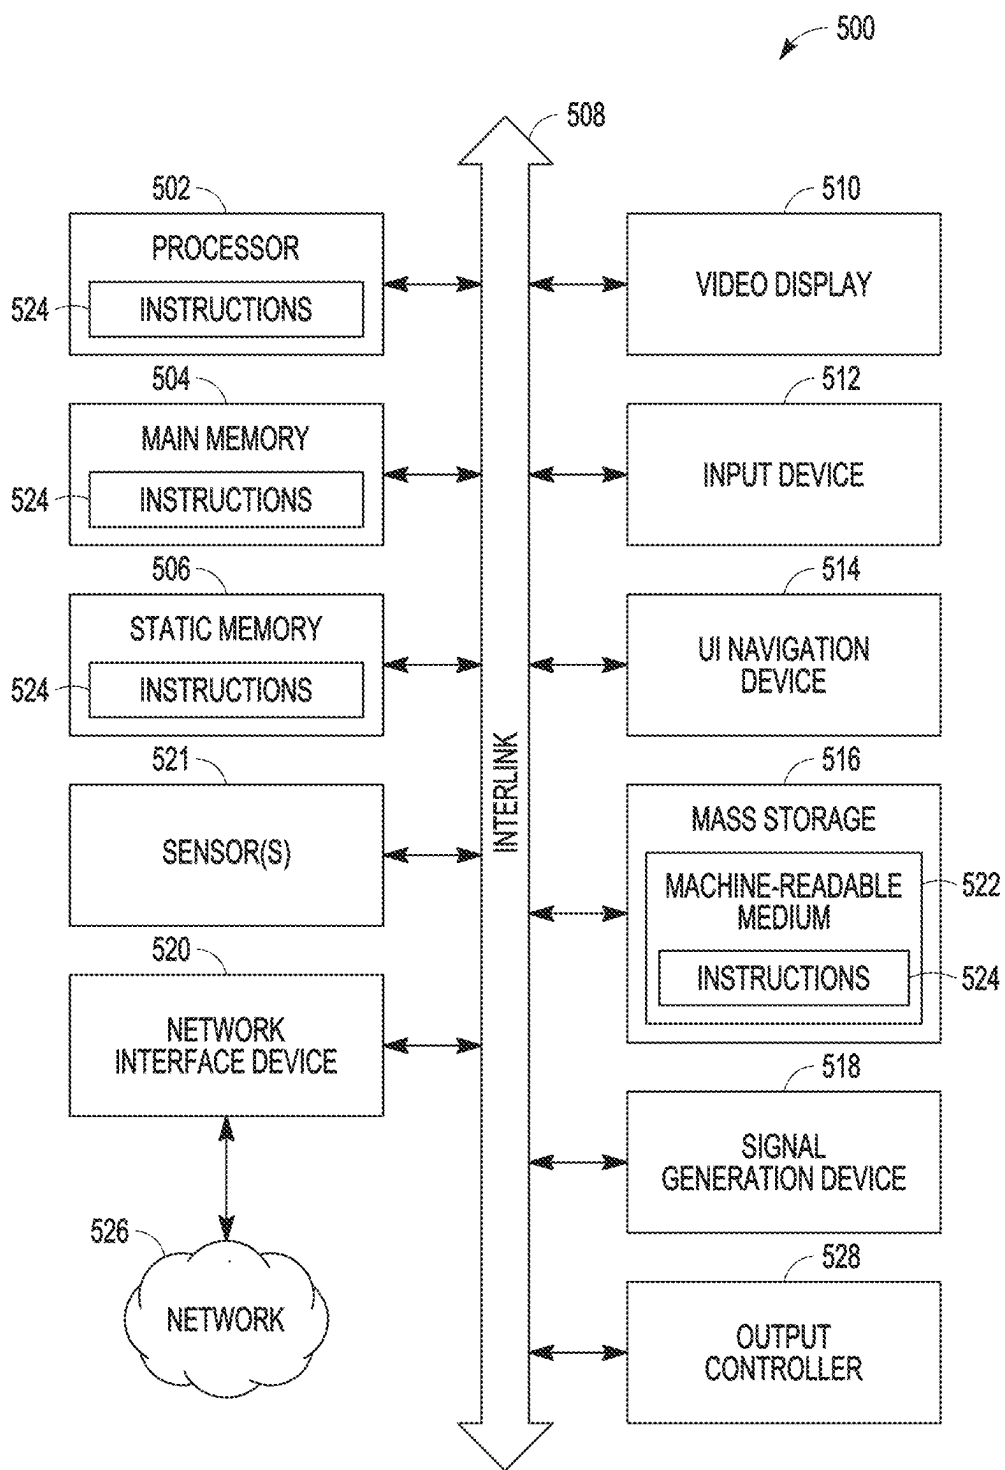 500
508
502
PROCESSOR
524
INSTRUCTIONS
504
MAIN MEMORY
524
INSTRUCTIONS
506
STATIC MEMORY
524
INSTRUCTIONS
521
SENSOR(S)
520
NETWORK
INTERFACE DEVICE
526
NETWORK
INTERLINK
510
VIDEO DISPLAY
512
INPUT DEVICE
514
UI NAVIGATION
DEVICE
516
MASS STORAGE
MACHINE-READABLE
MEDIUM
522
INSTRUCTIONS
524
518
SIGNAL
GENERATION DEVICE
528
OUTPUT
CONTROLLER